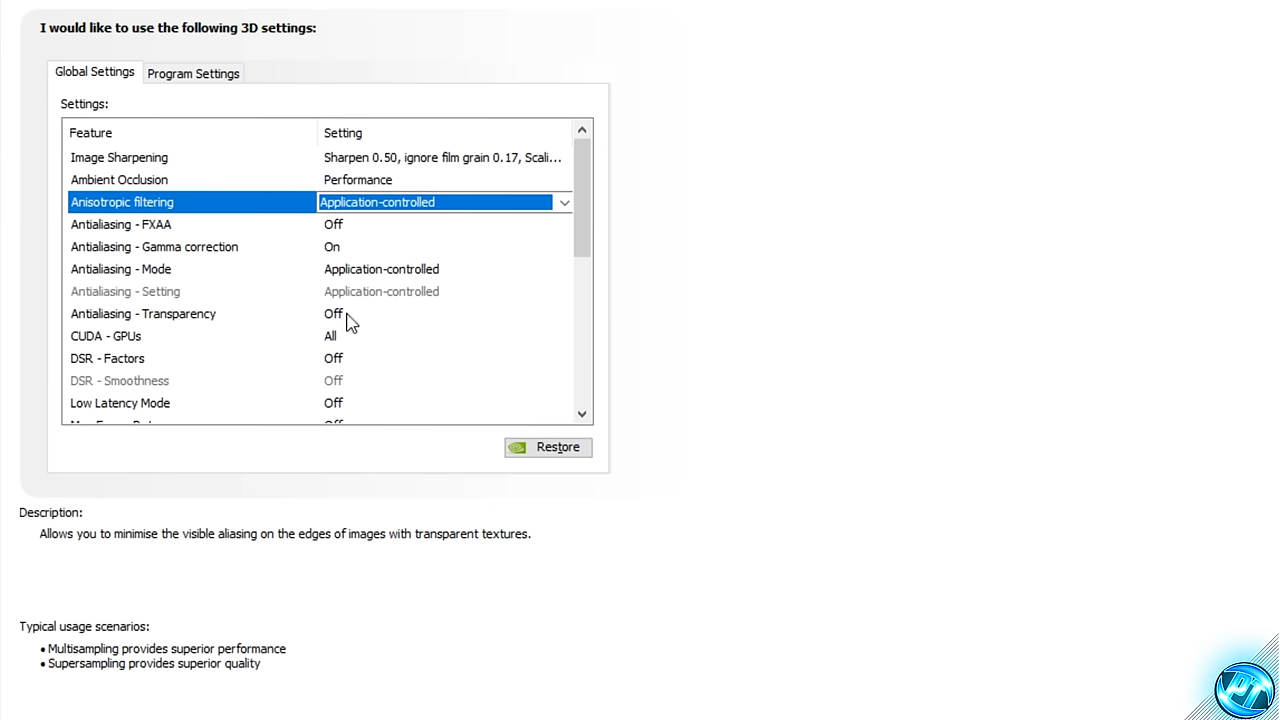 I would like to use the following 3D settings:
Global Settings Program Settings
Settings:
Feature Setting
Image Sharpening Sharpen 0.50, ignore film grain 0.17, Scali...
Ambient Occlusion Performance
Anisotropic filtering Application-controlled
Antialiasing - FXAA Off
Antialiasing - Gamma correction On
Antialiasing - Mode Application-controlled
Antialiasing - Setting Application-controlled
Antialiasing - Transparency Off
CUDA - GPUs All
DSR - Factors Off
DSR - Smoothness Off
Low Latency Mode Off
Restore
Description:
Allows you to minimise the visible aliasing on the edges of images with transparent textures.
Typical usage scenarios:
• Multisampling provides superior performance
• Supersampling provides superior quality
PT